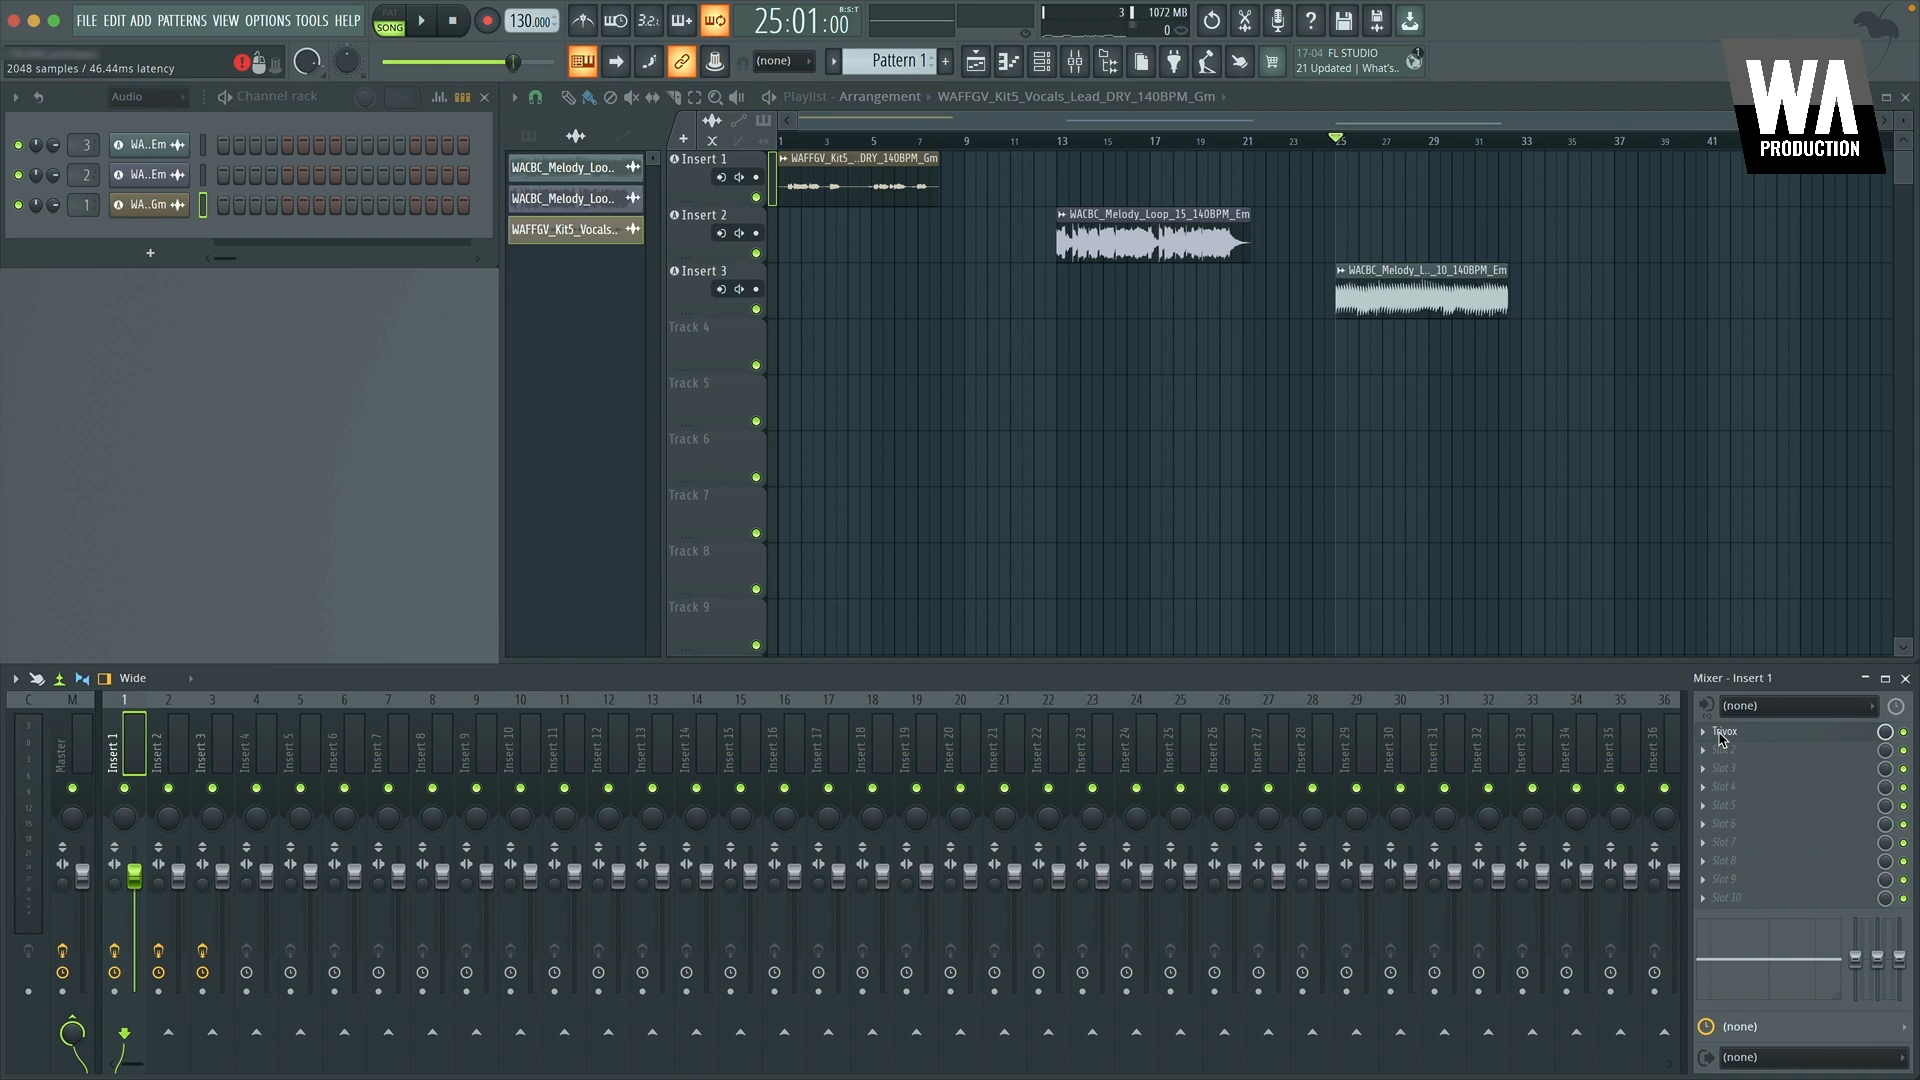 FILE EDIT ADD PATTERNS VIEW OPTIONS TOOLS HELP
PAT
SONG
130.000
3.2.
25:01:00
B:S:T
3
1072 MB
0
2048 samples / 46.44ms latency
(none)
Pattern 1
17-04 FL STUDIO
21 Updated | What's..
1
WA
PRODUCTION
Audio
Channel rack
Playlist - Arrangement
WAFFGV_Kit5_Vocals_Lead_DRY_140BPM_Gm
3
WA..Em
2
WA..Em
1
WA..Gm
WACBC_Melody_Loo..
WACBC_Melody_Loo..
WAFFGV_Kit5_Vocals..
1 3 5 7 9 11 13 15 17 19 21 23 25 27 29 31 33 35 37 39 41
Insert 1
WAFFGV_Kit5_..DRY_140BPM_Gm
Insert 2
WACBC_Melody_Loop_15_140BPM_Em
Insert 3
WACBC_Melody_L.._10_140BPM_Em
Track 4
Track 5
Track 6
Track 7
Track 8
Track 9
Wide
Mixer - Insert 1
C M 1 2 3 4 5 6 7 8 9 10 11 12 13 14 15 16 17 18 19 20 21 22 23 24 25 26 27 28 29 30 31 32 33 34 35 36
Master
Insert 1
Insert 2
Insert 3
Insert 4
Insert 5
Insert 6
Insert 7
Insert 8
Insert 9
Insert 10
Insert 11
Insert 12
Insert 13
Insert 14
Insert 15
Insert 16
Insert 17
Insert 18
Insert 19
Insert 20
Insert 21
Insert 22
Insert 23
Insert 24
Insert 25
Insert 26
Insert 27
Insert 28
Insert 29
Insert 30
Insert 31
Insert 32
Insert 33
Insert 34
Insert 35
Insert 36
(none)
EQ
Slot 3
Slot 4
Slot 5
Slot 6
Slot 7
Slot 8
Slot 9
Slot 10
(none)
(none)